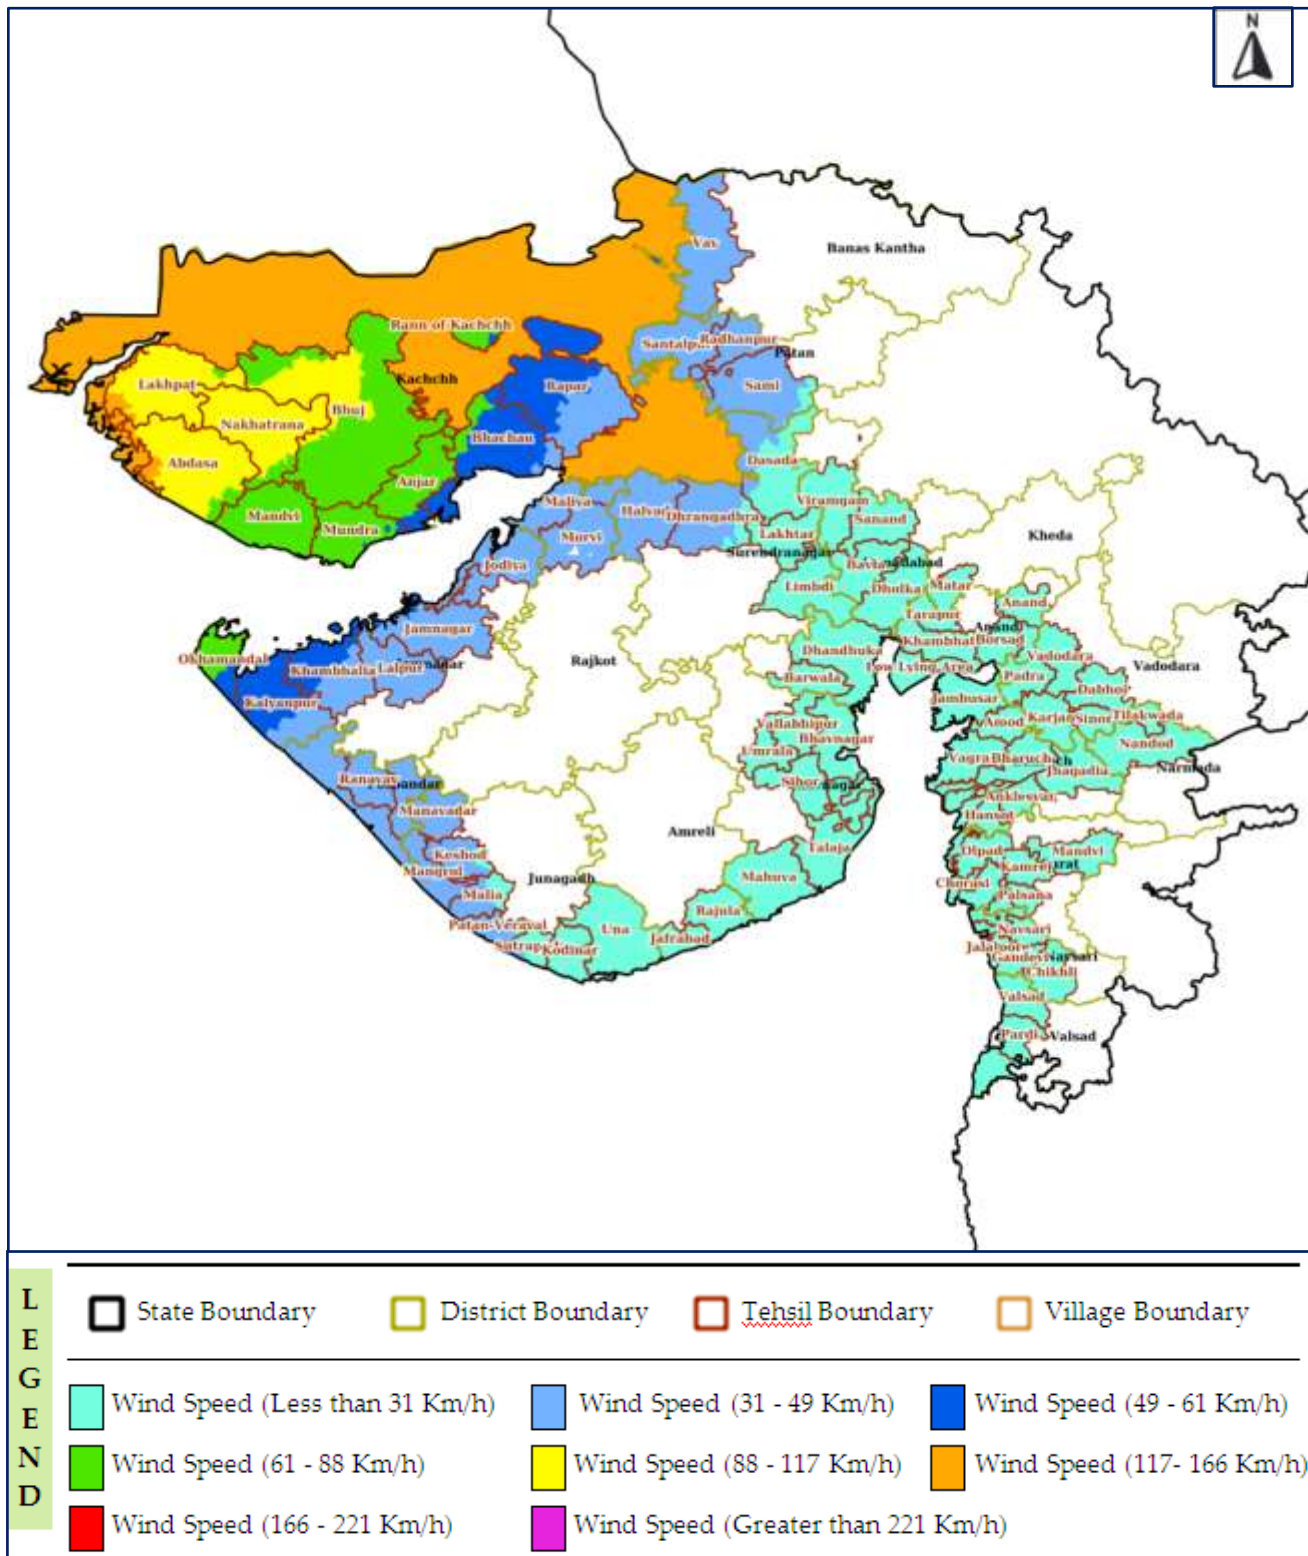 N
Vav
Banas Kantha
Rann of Kachchh
Santalpur
Radhanpur
Patan
Lakhpat
Kachchh
Rapar
Sami
Bhuj
Nakhatrana
Bhachau
Abdasa
Dasada
Anjar
Maliya
Viramgam
Mandvi
Halvad
Dhrangadhra
Sanand
Mundra
Morvi
Lakhtar
Kheda
Surendranagar
Jodiya
Bavla
Limbdi
Dholka
Matar
Anand
Tarapur
Jamnagar
Anand
Khambhat
Borsad
Dhandhuka
Okhamandal
Rajkot
Vadodara
Khambhalia
Lalpur
Low Lying Area
Vadodara
Barwala
Padra
Kalyanpur
Jambusar
Dabhoi
Vallabhipur
Amod
Karjan
Sinor
Tilakwada
Bhavnagar
Umrala
Nandod
Vagra
Bharuch
Ranavav
Sihor
Jhagadia
Narmada
Anklesvar
Manavadar
Hansot
Amreli
Talaja
Keshod
Olpad
Mandvi
Mangrol
Mahuva
Kamrej
Junagadh
Chorasi
Malia
Palsana
Rajula
Patan-Veraval
Una
Navsari
Jafrabad
Kodinar
Gandevi
Navsari
Chikhli
Valsad
Pardi
Valsad
LEGEND
State Boundary
District Boundary
Tehsil Boundary
Village Boundary
Wind Speed (Less than 31 Km/h)
Wind Speed (31 - 49 Km/h)
Wind Speed (49 - 61 Km/h)
Wind Speed (61 - 88 Km/h)
Wind Speed (88 - 117 Km/h)
Wind Speed (117- 166 Km/h)
Wind Speed (166 - 221 Km/h)
Wind Speed (Greater than 221 Km/h)